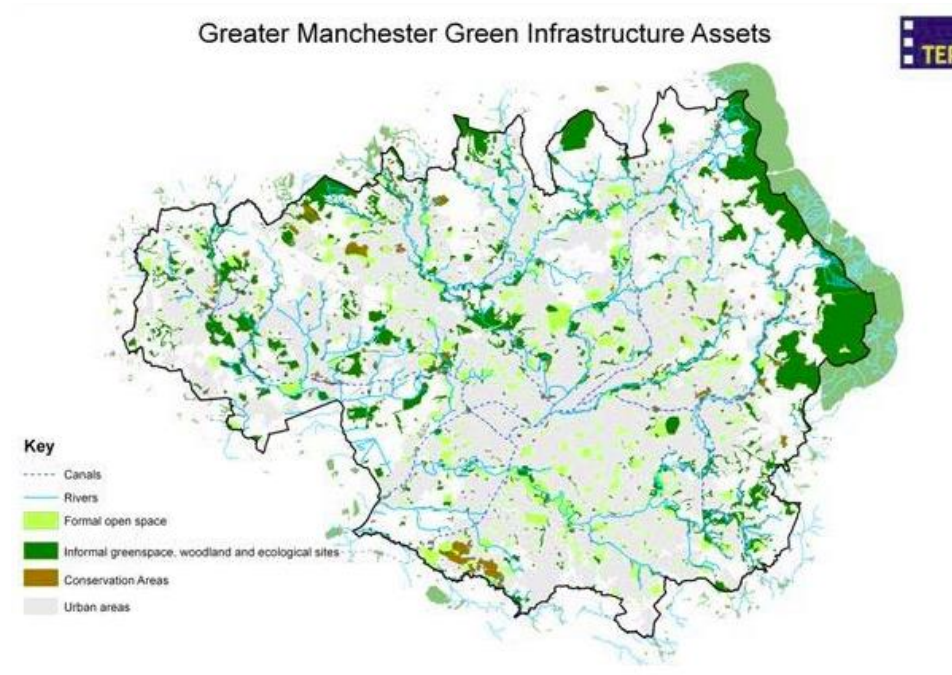 Greater Manchester Green Infrastructure Assets
Key
Canals
Rivers
Formal open space
Informal greenspace, woodland and ecological sites
Conservation Areas
Urban areas